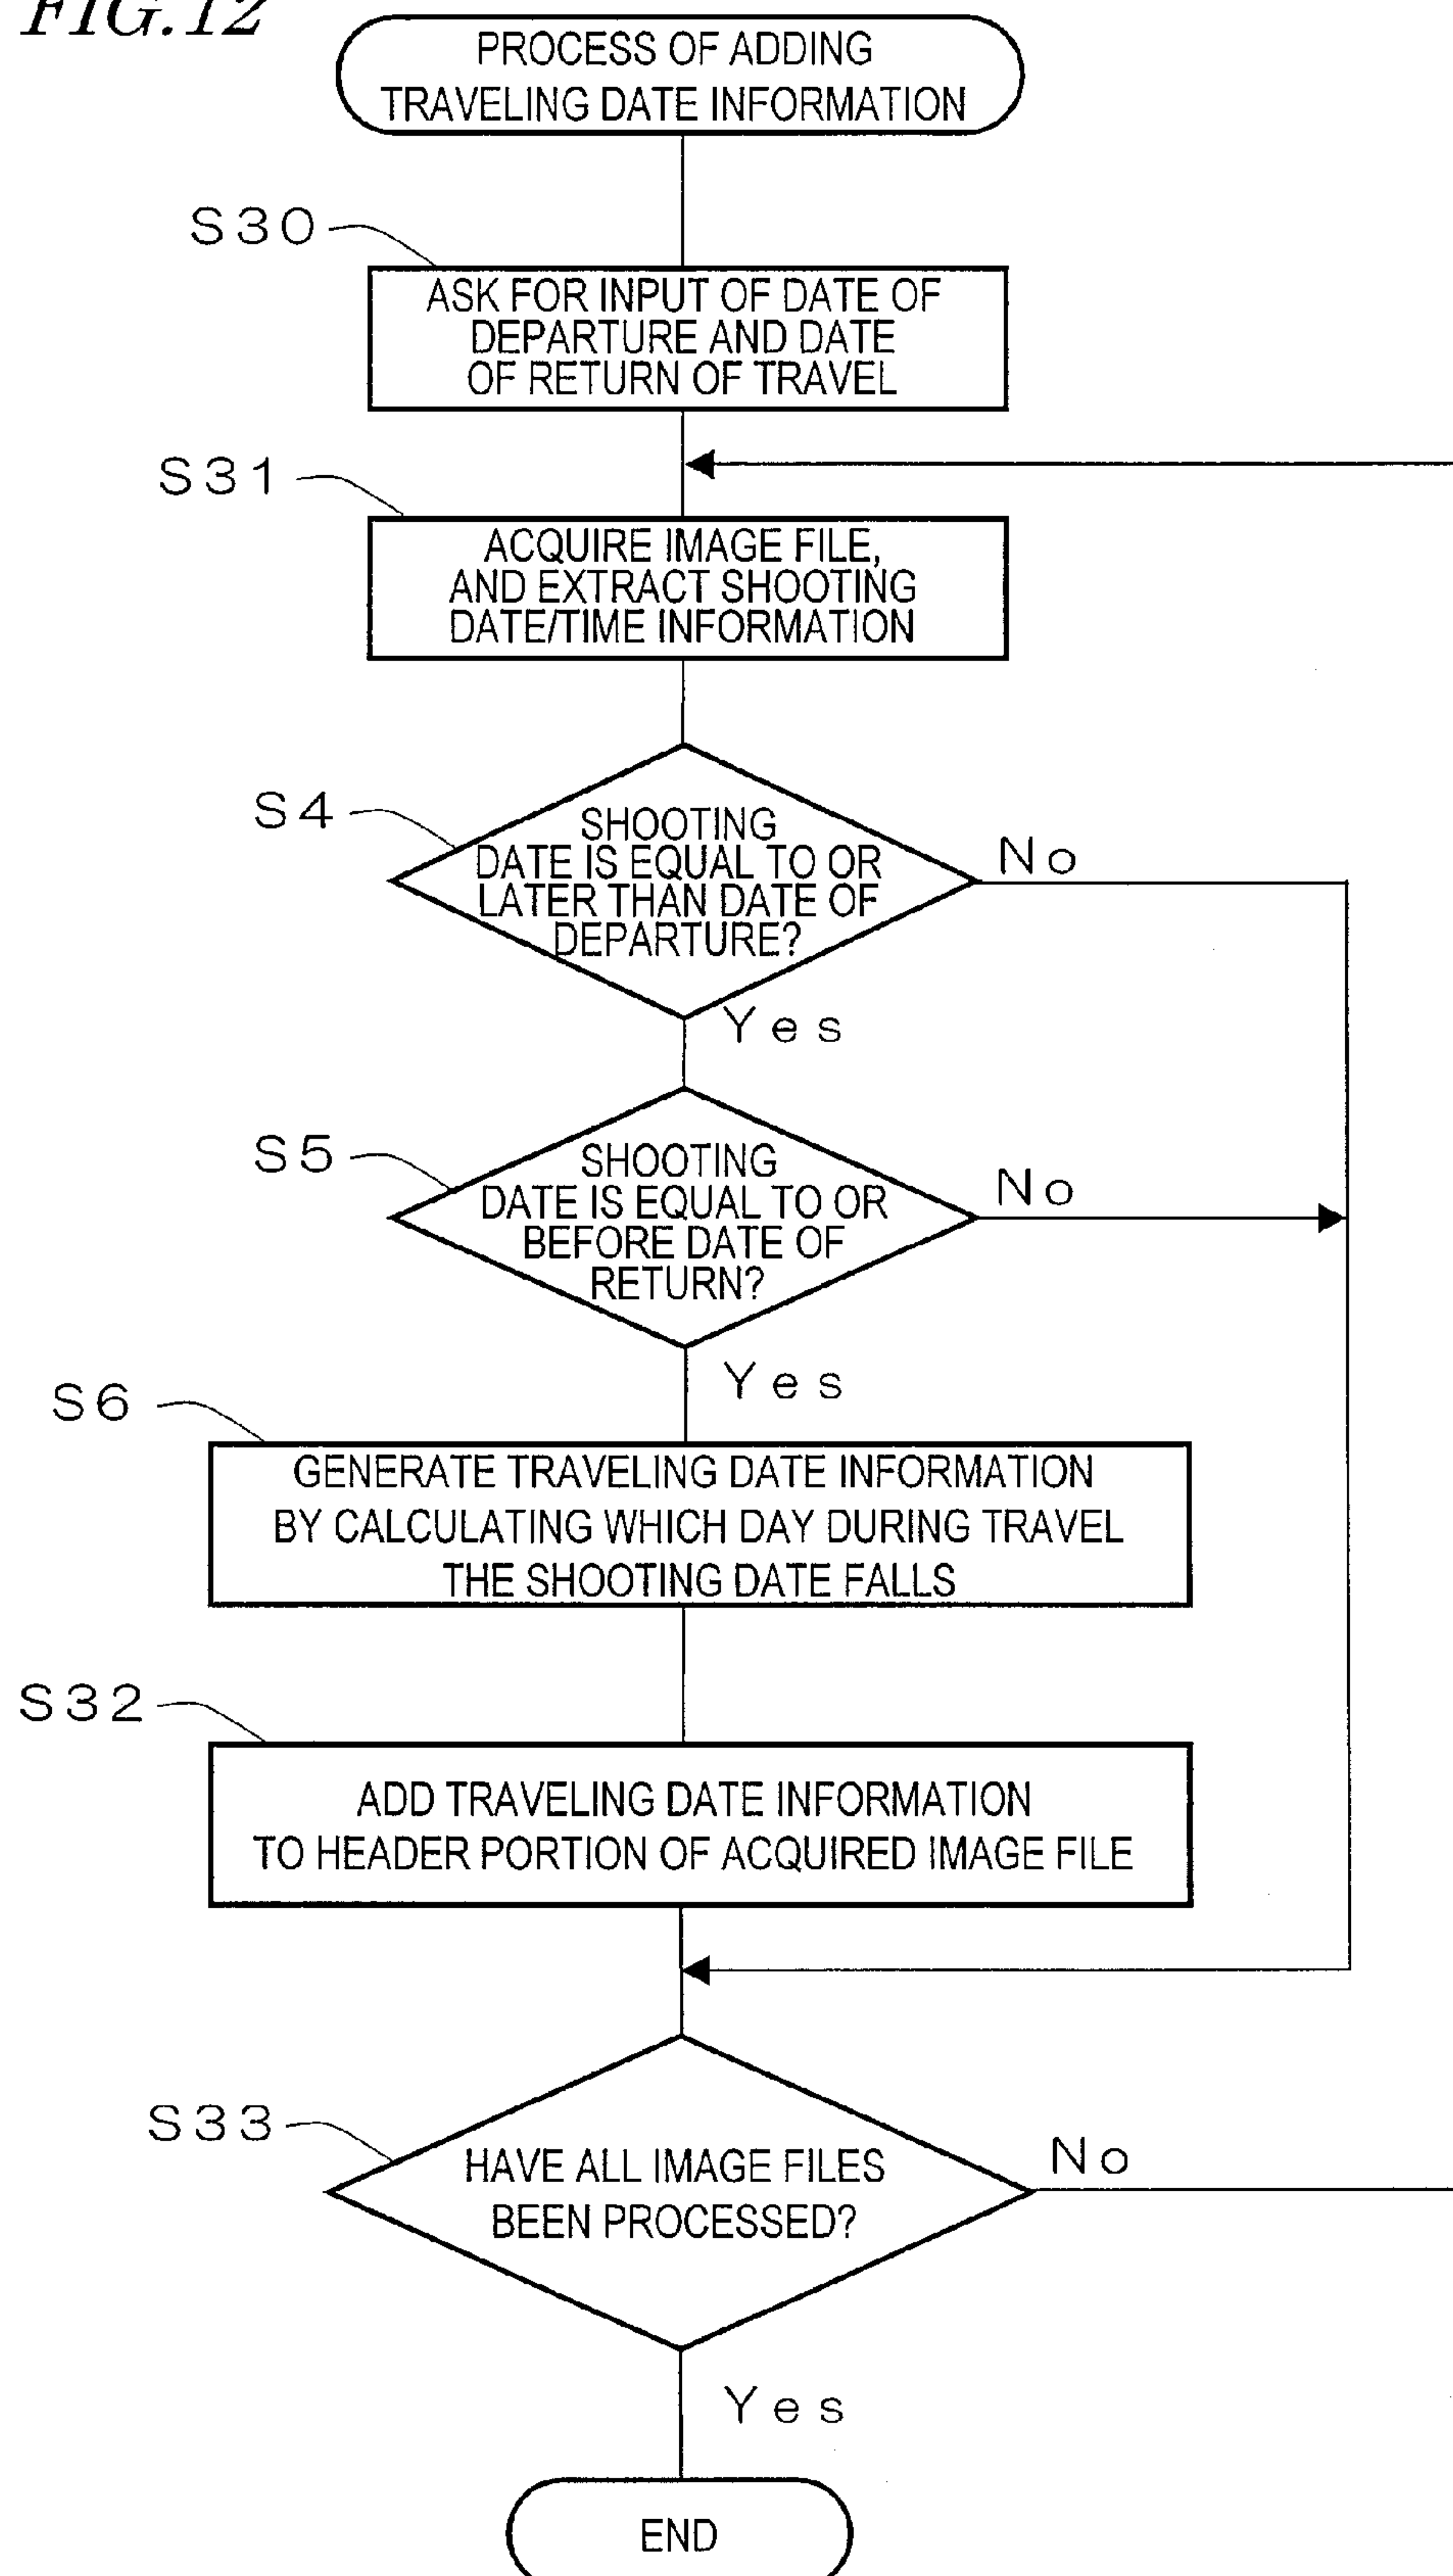 FIG.12
PROCESS OF ADDING
TRAVELING DATE INFORMATION
S30
ASK FOR INPUT OF DATE OF
DEPARTURE AND DATE
OF RETURN OF TRAVEL
S31
ACQUIRE IMAGE FILE,
AND EXTRACT SHOOTING
DATE/TIME INFORMATION
S4
SHOOTING
DATE IS EQUAL TO OR
LATER THAN DATE OF
DEPARTURE?
No
Yes
S5
SHOOTING
DATE IS EQUAL TO OR
BEFORE DATE OF
RETURN?
No
Yes
S6
GENERATE TRAVELING DATE INFORMATION
BY CALCULATING WHICH DAY DURING TRAVEL
THE SHOOTING DATE FALLS
S32
ADD TRAVELING DATE INFORMATION
TO HEADER PORTION OF ACQUIRED IMAGE FILE
S33
HAVE ALL IMAGE FILES
BEEN PROCESSED?
No
Yes
END